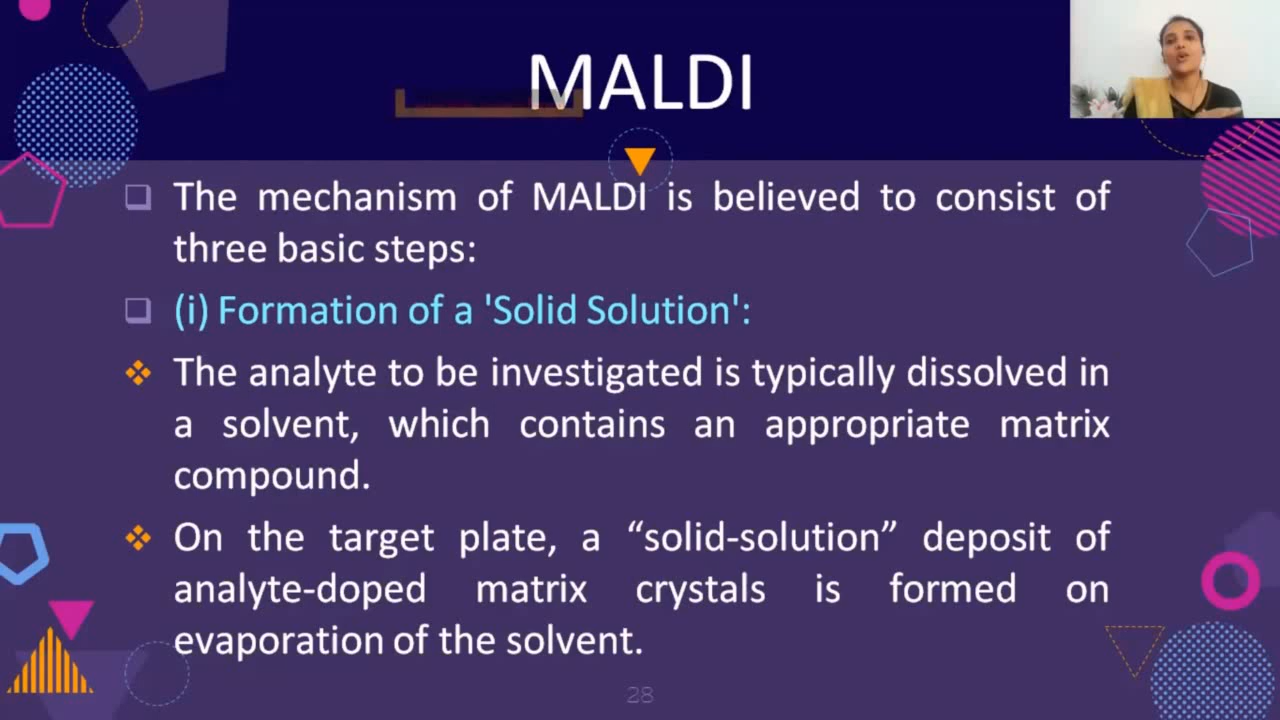 MALDI
The mechanism of MALDI is believed to consist of
three basic steps:
(i) Formation of a 'Solid Solution':
The analyte to be investigated is typically dissolved in
a solvent, which contains an appropriate matrix
compound.
On the target plate, a “solid-solution” deposit of
analyte-doped matrix crystals is formed on
evaporation of the solvent.
28